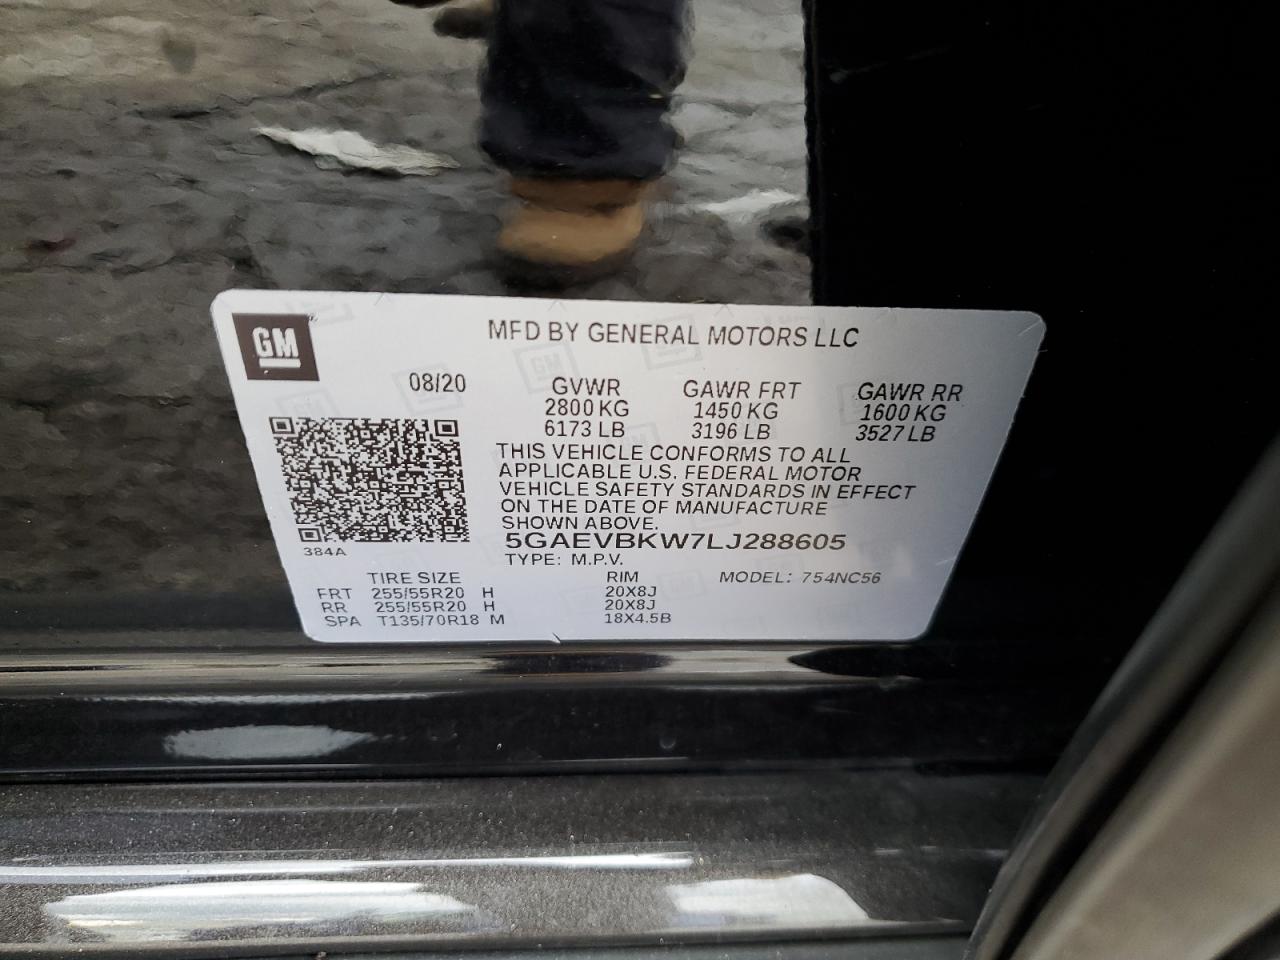 GM
MFD BY GENERAL MOTORS LLC
08/20 GVWR GAWR FRT GAWR RR
2800 KG 1450 KG 1600 KG
6173 LB 3196 LB 3527 LB
THIS VEHICLE CONFORMS TO ALL
APPLICABLE U.S. FEDERAL MOTOR
VEHICLE SAFETY STANDARDS IN EFFECT
ON THE DATE OF MANUFACTURE
SHOWN ABOVE.
5GAEVBKW7LJ288605
384A
TYPE: M.P.V.
TIRE SIZE RIM MODEL: 754NC56
FRT 255/55R20 H 20X8J
RR 255/55R20 H 20X8J
SPA T135/70R18 M 18X4.5B